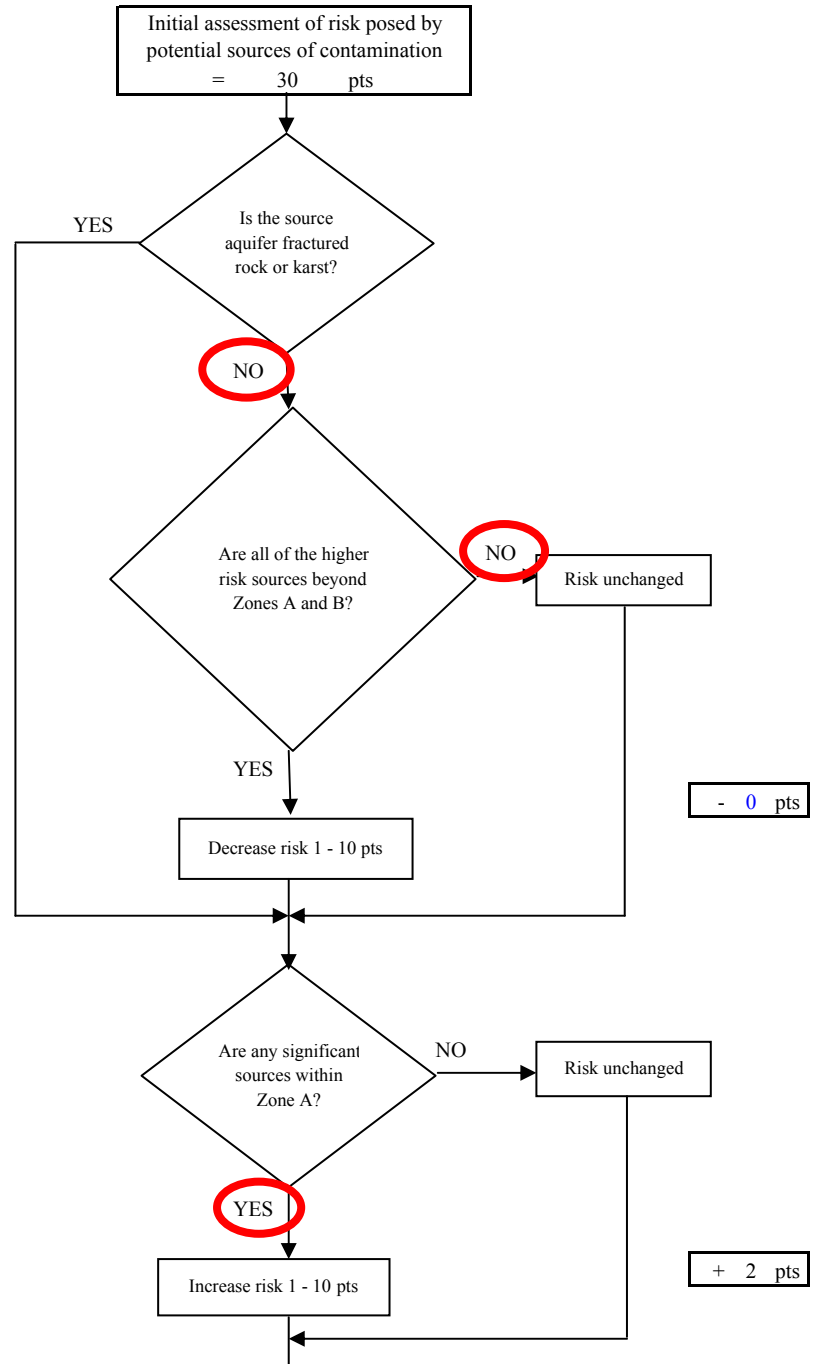 Initial assessment of risk posed by
potential sources of contamination
= 30 pts
YES
Is the source
aquifer fractured
rock or karst?
NO
Are all of the higher
risk sources beyond
Zones A and B?
NO
Risk unchanged
YES
- 0 pts
Decrease risk 1 - 10 pts
Are any significant
sources within
Zone A?
NO
Risk unchanged
YES
+ 2 pts
Increase risk 1 - 10 pts